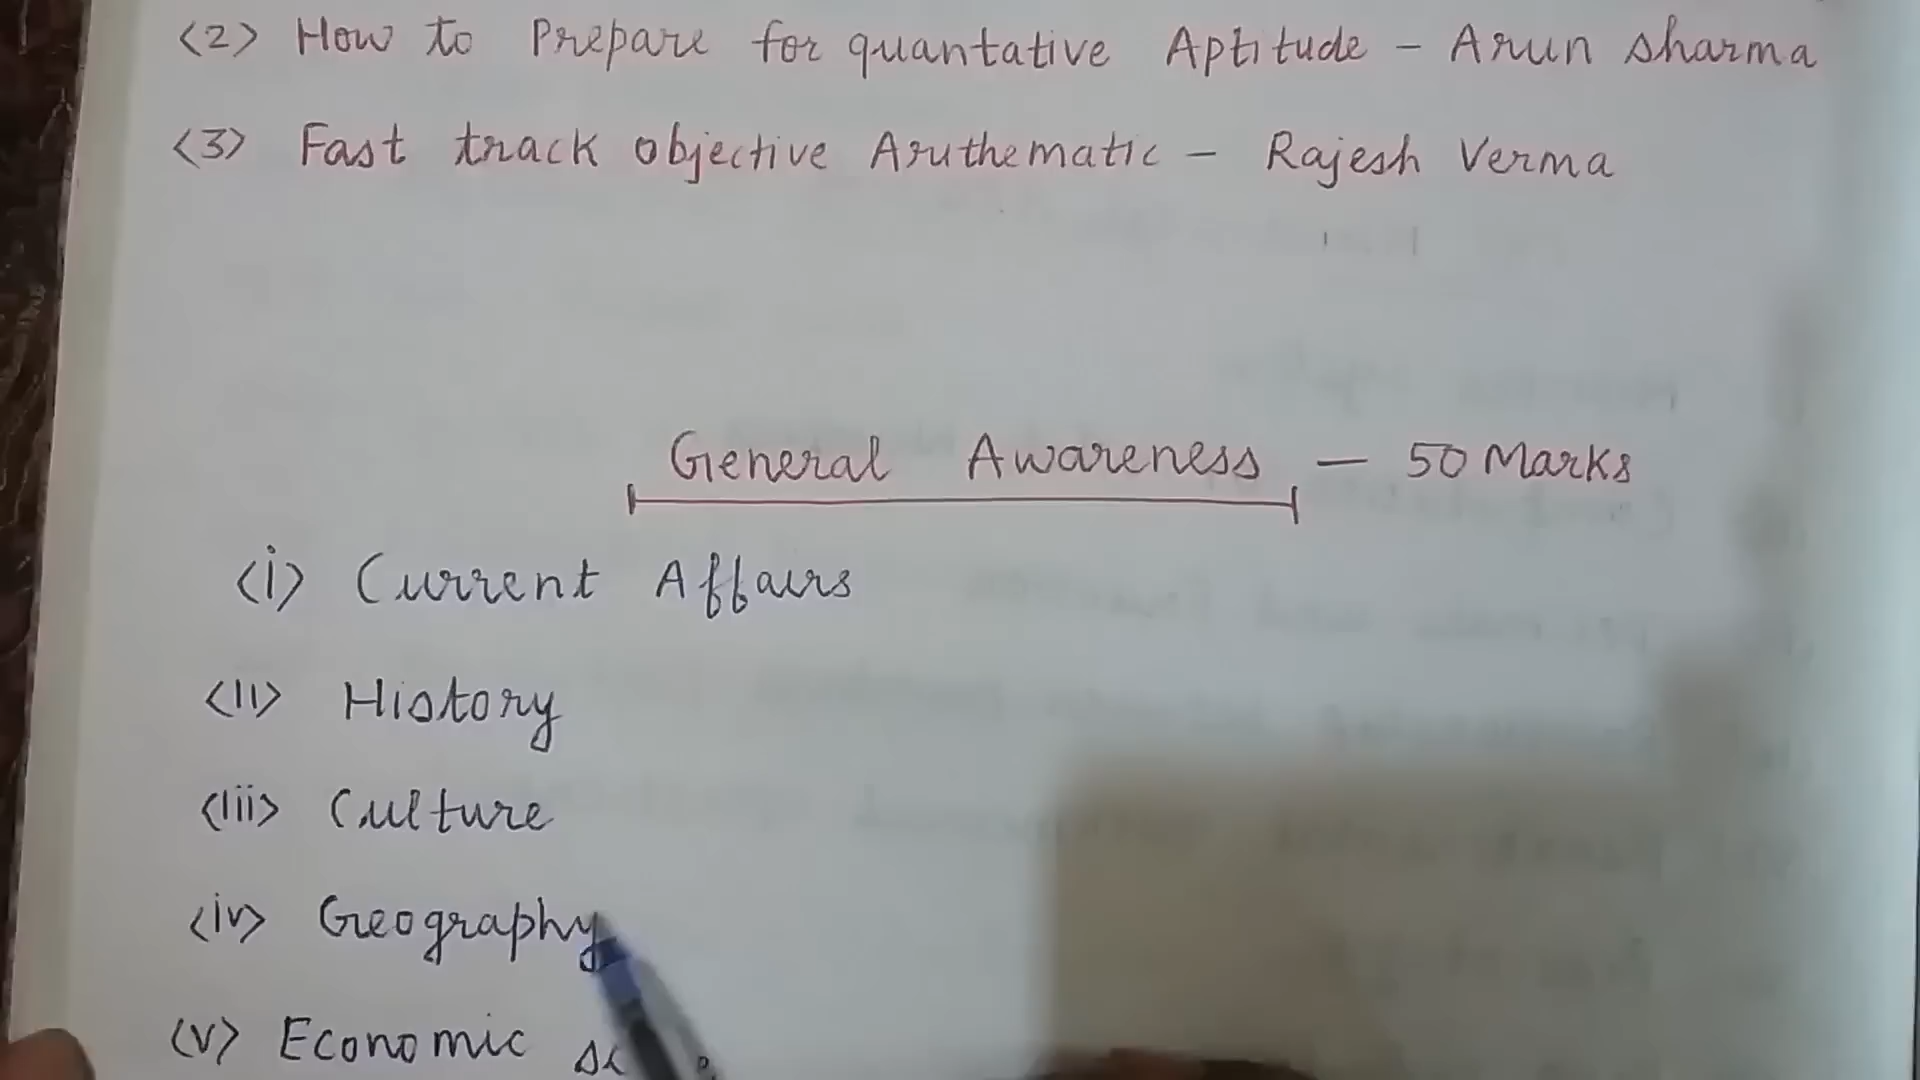 <2> How to Prepare for quantative Aptitude - Arun sharma
<3> Fast track objective Aruthematic - Rajesh Verma
General Awareness - 50 Marks
<i> Current Affairs
<ii> History
<iii> Culture
<iv> Geography
<v> Economic